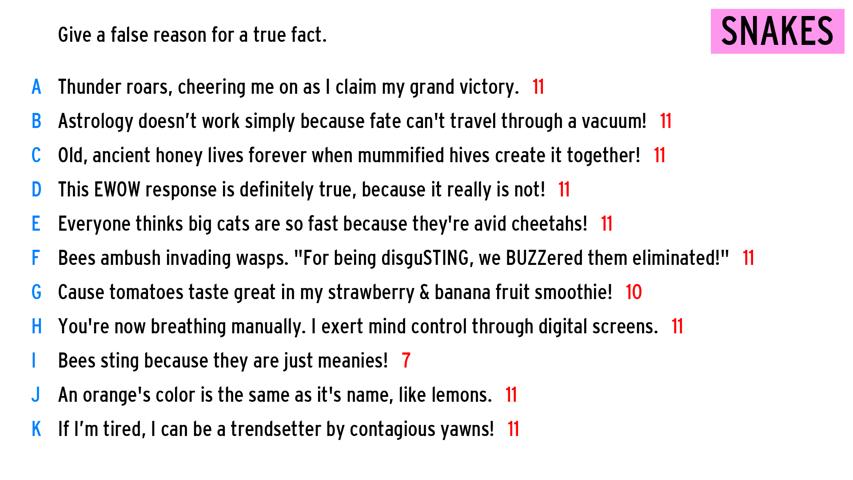 Give a false reason for a true fact.
SNAKES
A Thunder roars, cheering me on as I claim my grand victory. 11
B Astrology doesn’t work simply because fate can't travel through a vacuum! 11
C Old, ancient honey lives forever when mummified hives create it together! 11
D This EWOW response is definitely true, because it really is not! 11
E Everyone thinks big cats are so fast because they're avid cheetahs! 11
F Bees ambush invading wasps. "For being disguSTING, we BUZZered them eliminated!" 11
G Cause tomatoes taste great in my strawberry & banana fruit smoothie! 10
H You're now breathing manually. I exert mind control through digital screens. 11
I Bees sting because they are just meanies! 7
J An orange's color is the same as it's name, like lemons. 11
K If I’m tired, I can be a trendsetter by contagious yawns! 11